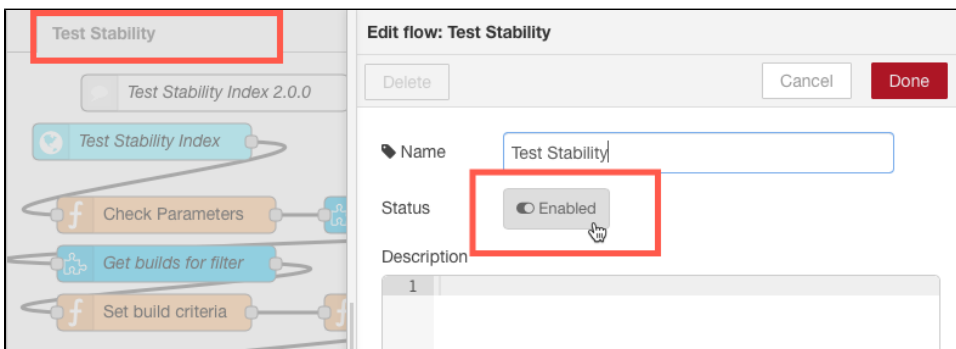 Test Stability
Test Stability Index 2.0.0
Test Stability Index
Check Parameters
Get builds for filter
Set build criteria
Edit flow: Test Stability
Delete
Cancel
Done
Name
Test Stability
Status
Enabled
Description
1